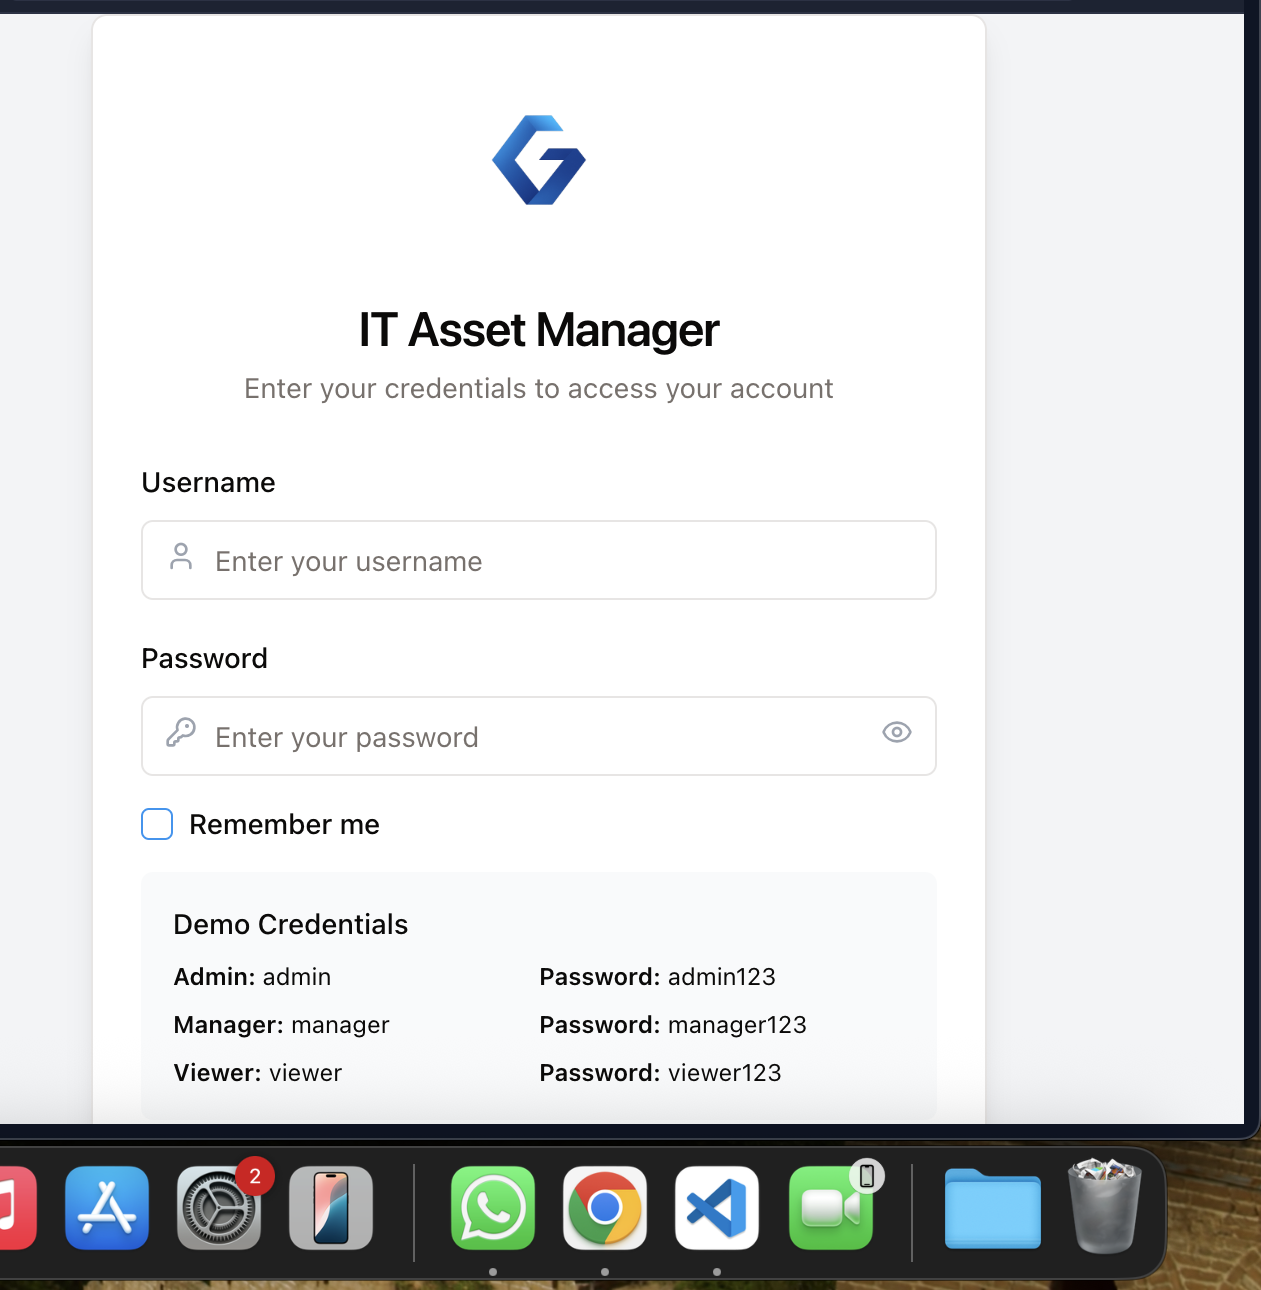 IT Asset Manager
Enter your credentials to access your account
Username
Enter your username
Password
Enter your password
Remember me
Demo Credentials
Admin: admin Password: admin123
Manager: manager Password: manager123
Viewer: viewer Password: viewer123
2